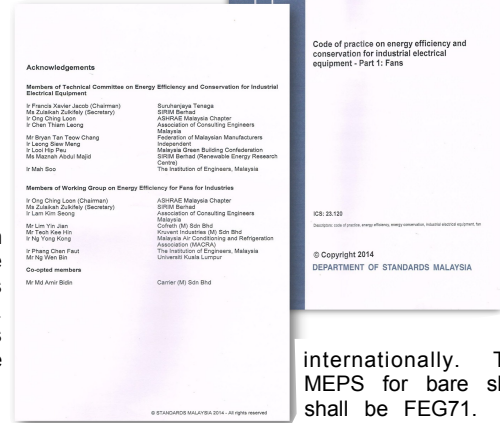 Acknowledgements
Members of Technical Committee on Energy Efficiency and Conservation for Industrial
Electrical Equipment
Ir Francis Xavier Jacob (Chairman) Suruhanjaya Tenaga
Ms Zulaikah Zulkifely (Secretary) SIRIM Berhad
Ir Ong Ching Loon ASHRAE Malaysia Chapter
Ir Chen Thiam Leong Association of Consulting Engineers
Malaysia
Mr Bryan Tan Teow Chang Federation of Malaysian Manufacturers
Ir Leong Siew Meng Independent
Ir Looi Hip Peu Malaysia Green Building Confederation
Ms Maznah Abdul Majid SIRIM Berhad (Renewable Energy Research
Centre)
Ir Mah Soo The Institution of Engineers, Malaysia
Members of Working Group on Energy Efficiency for Fans for Industries
Ir Ong Ching Loon (Chairman) ASHRAE Malaysia Chapter
Ms Zulaikah Zulkifely (Secretary) SIRIM Berhad
Ir Lam Kim Seong Association of Consulting Engineers
Malaysia
Mr Lim Yin Jian Cofreth (M) Sdn Bhd
Mr Teoh Kee Hin Kruvent Industries (M) Sdn Bhd
Ir Ng Yong Kong Malaysia Air Conditioning and Refrigeration
Association (MACRA)
Ir Phang Chen Faut The Institution of Engineers, Malaysia
Mr Ng Wen Bin Universiti Kuala Lumpur
Co-opted members
Mr Md Amir Bidin Carrier (M) Sdn Bhd
© STANDARDS MALAYSIA 2014 - All rights reserved
Code of practice on energy efficiency and
conservation for industrial electrical
equipment - Part 1: Fans
ICS: 23.120
Description: code of practice, energy efficiency, energy conservation, industrial electrical equipment, fan
© Copyright 2014
DEPARTMENT OF STANDARDS MALAYSIA
internationally. T
MEPS for bare sh
shall be FEG71.